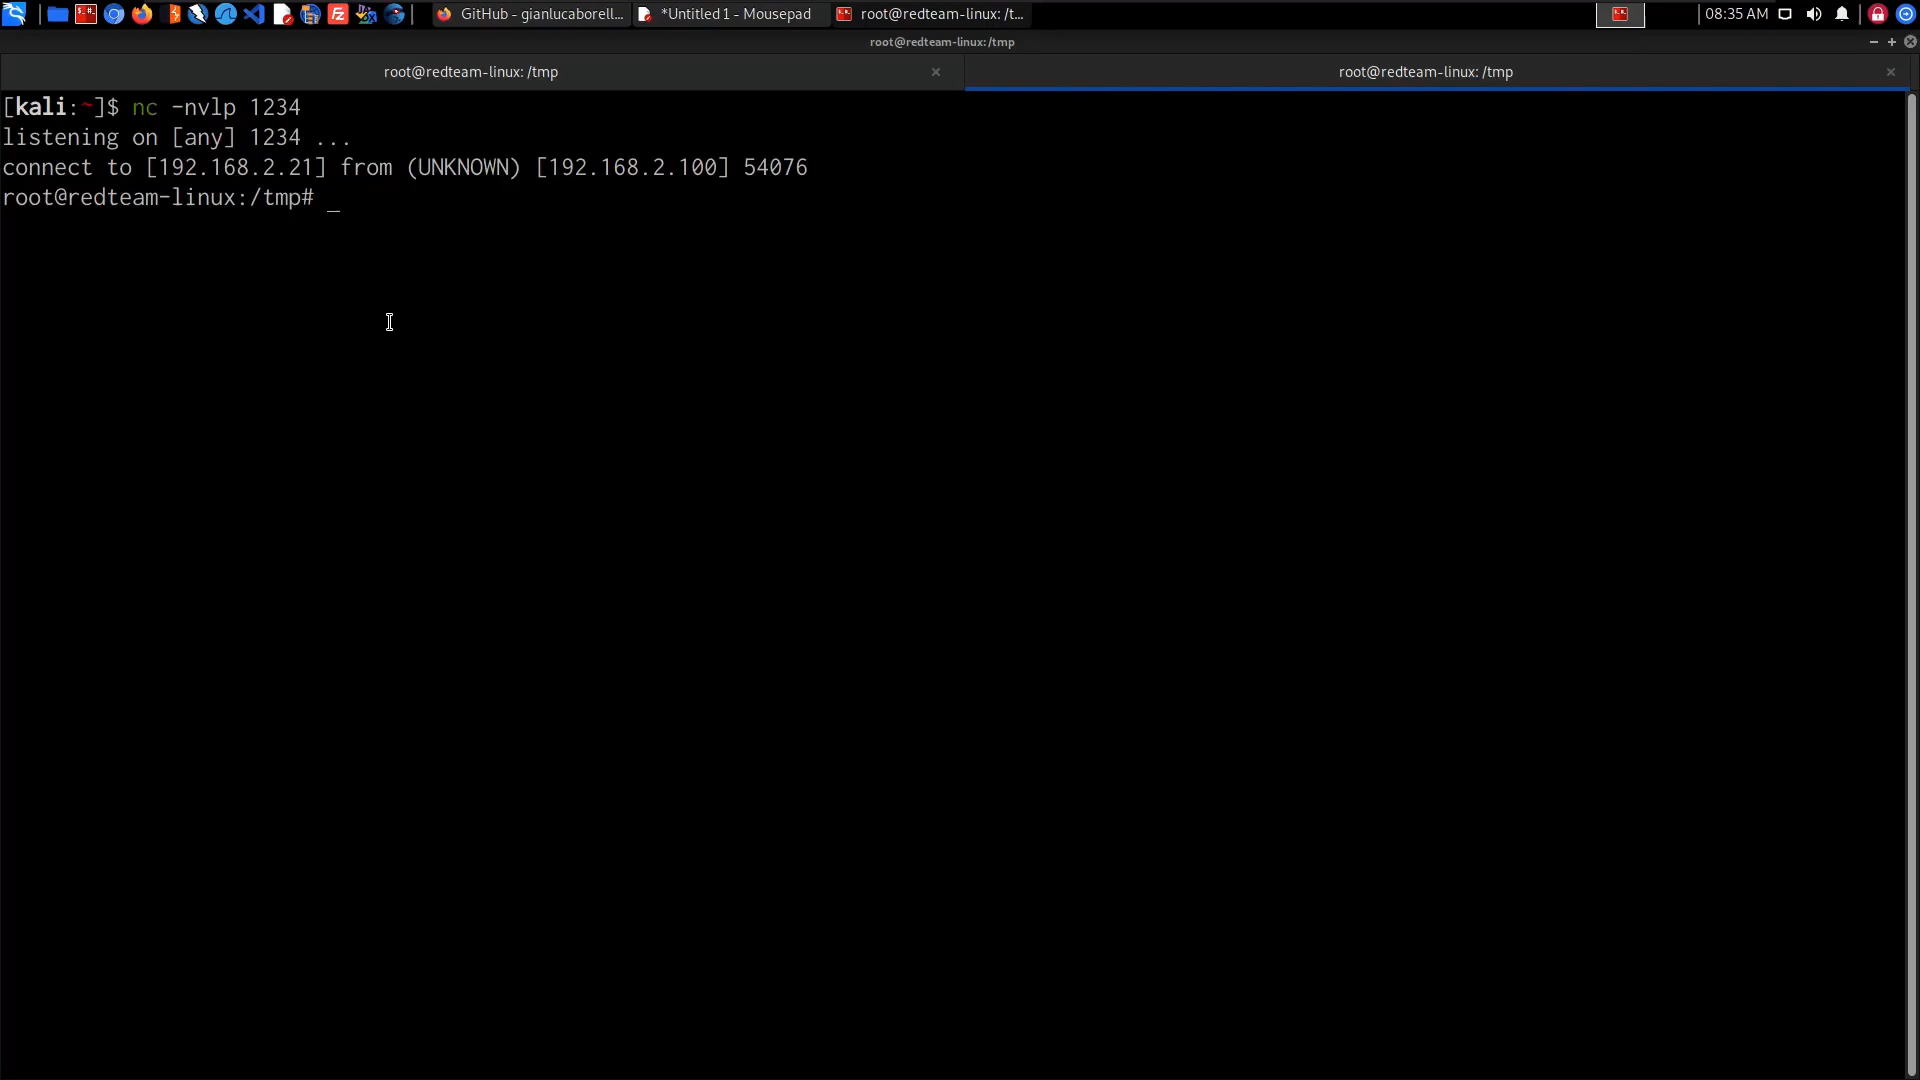 GitHub - gianlucaborell...
*Untitled 1 - Mousepad
root@redteam-linux: /t...
08:35 AM
root@redteam-linux:/tmp
root@redteam-linux: /tmp
root@redteam-linux: /tmp
[kali:~]$ nc -nvlp 1234
listening on [any] 1234 ...
connect to [192.168.2.21] from (UNKNOWN) [192.168.2.100] 54076
root@redteam-linux:/tmp# _